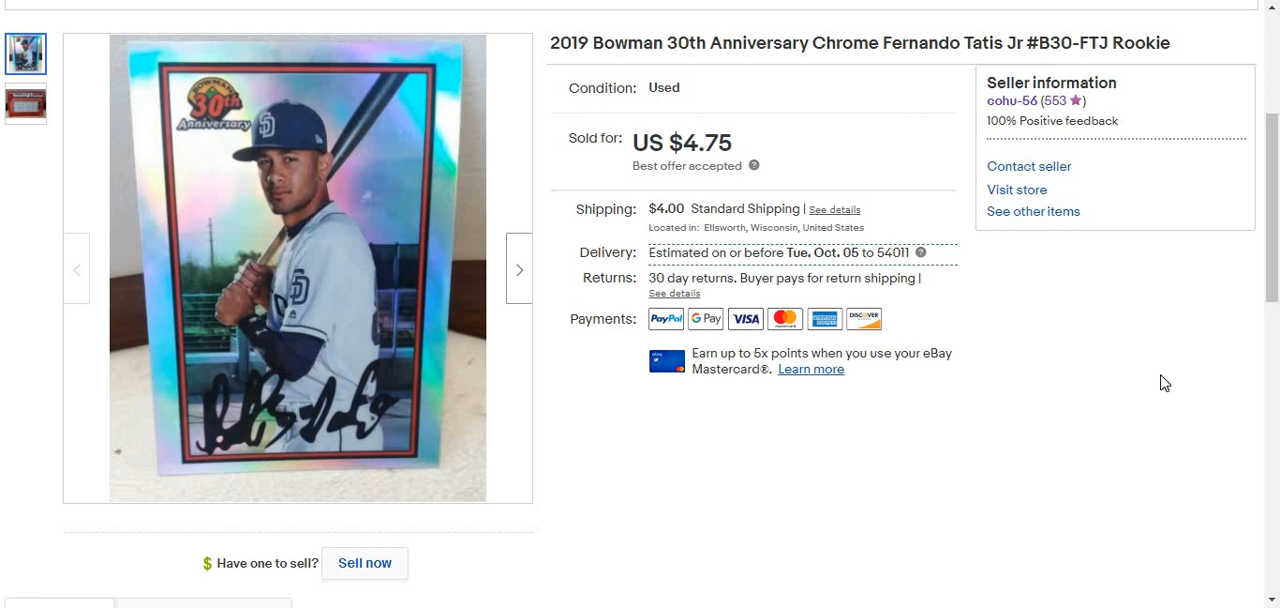 2019 Bowman 30th Anniversary Chrome Fernando Tatis Jr #B30-FTJ Rookie
BOWMAN
30th
Anniversary
Condition: Used
Sold for: US $4.75
Best offer accepted
Shipping: $4.00 Standard Shipping | See details
Located in: Ellsworth, Wisconsin, United States
Delivery: Estimated on or before Tue. Oct. 05 to 54011
Returns: 30 day returns. Buyer pays for return shipping |
See details
Payments: PayPal G Pay VISA mastercard AMERICAN EXPRESS DISCOVER
Earn up to 5x points when you use your eBay
Mastercard®. Learn more
Seller information
cohu-56 (553)
100% Positive feedback
Contact seller
Visit store
See other items
$ Have one to sell? Sell now